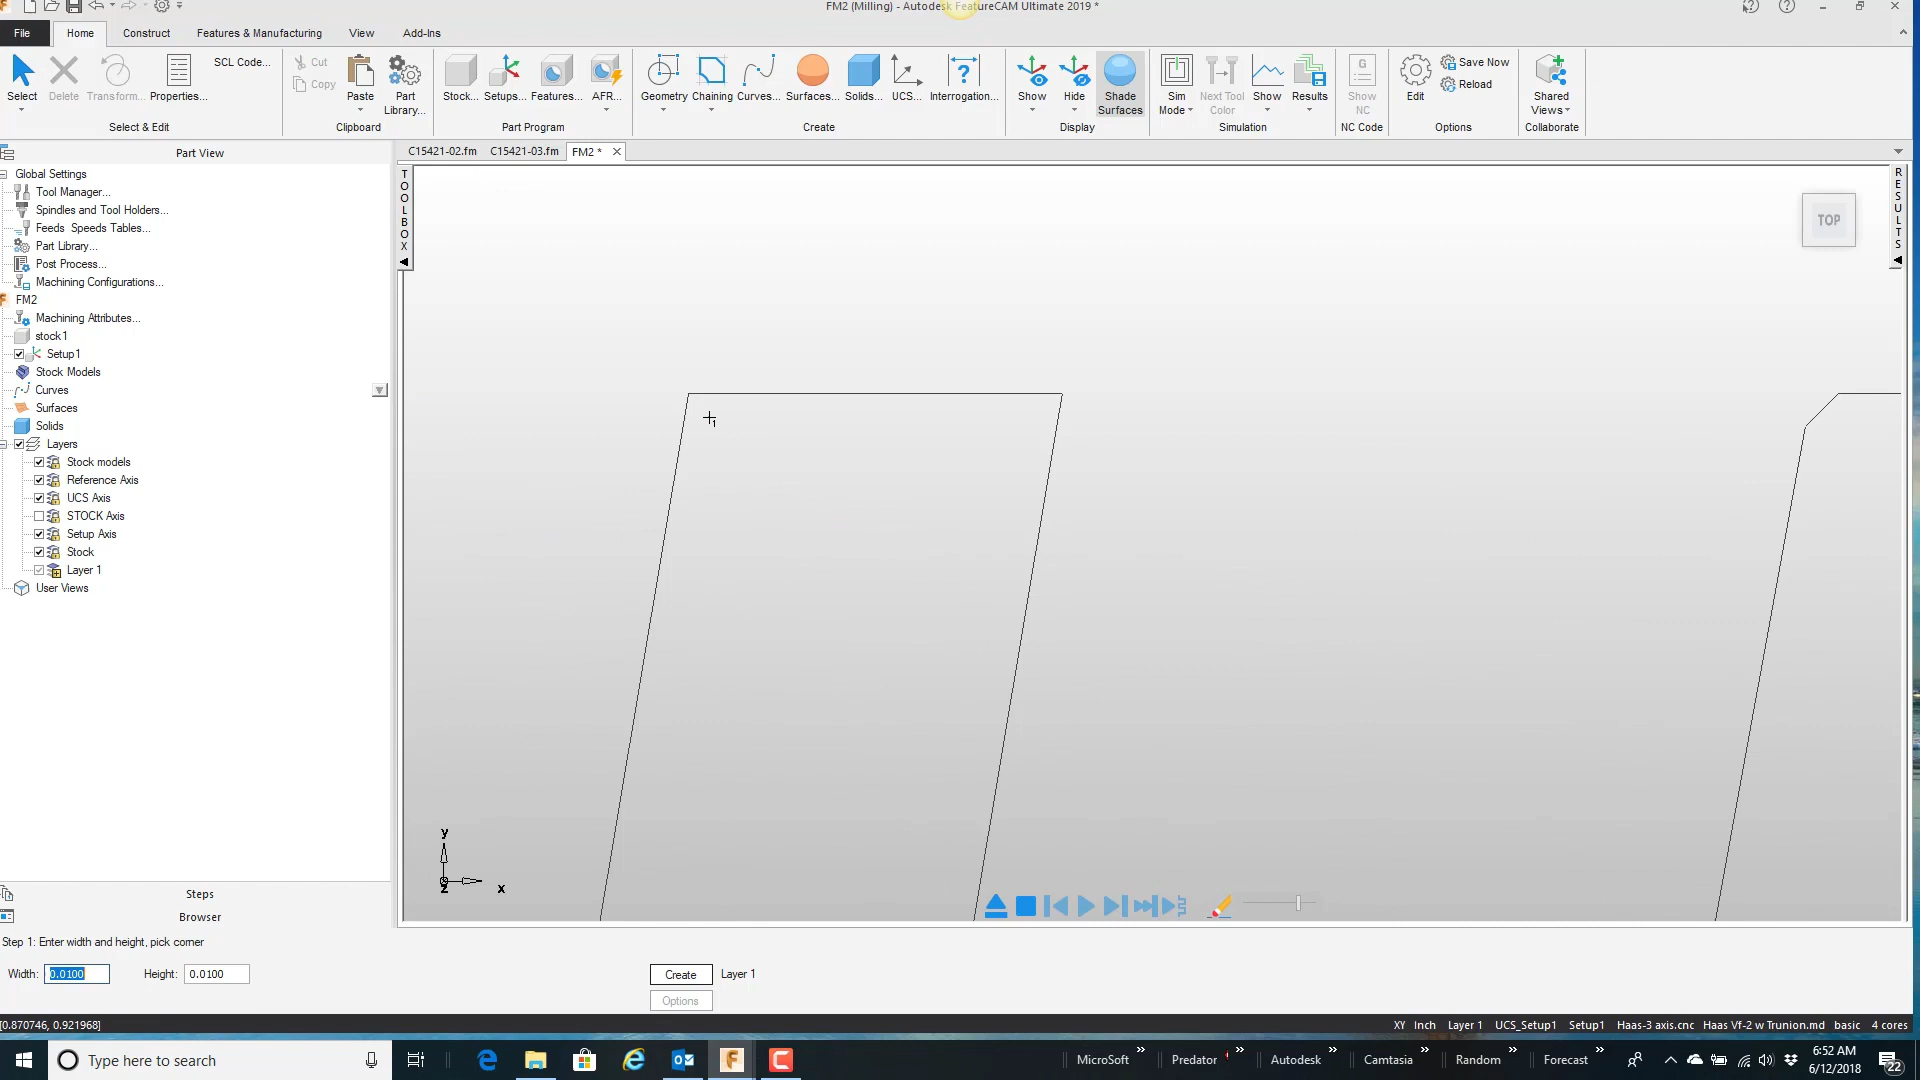 FM2 (Milling) - Autodesk FeatureCAM Ultimate 2019 *
File Home Construct Features & Manufacturing View Add-Ins
SCL Code...
Cut
Copy
Save Now
Reload
Select Delete Transform... Properties... Paste Part Library... Stock... Setups... Features... AFR... Geometry Chaining Curves... Surfaces... Solids... UCS... Interrogation... Show Hide Shade Surfaces Sim Mode Next Tool Color Show Results Show NC Edit Shared Views
Select & Edit Clipboard Part Program Create Display Simulation NC Code Options Collaborate
Part View C15421-02.fm C15421-03.fm FM2 *
TOOLBOX
RESULTS
TOP
Global Settings
Tool Manager...
Spindles and Tool Holders...
Feeds Speeds Tables...
Part Library...
Post Process...
Machining Configurations...
FM2
Machining Attributes...
stock1
Setup1
Stock Models
Curves
Surfaces
Solids
Layers
Stock models
Reference Axis
UCS Axis
STOCK Axis
Setup Axis
Stock
Layer 1
User Views
1
y
z x
Steps
Browser
Step 1: Enter width and height, pick corner
Width: 0.0100 Height: 0.0100 Create Layer 1
Options
[0.870746, 0.921968] XY Inch Layer 1 UCS_Setup1 Setup1 Haas-3 axis.cnc Haas Vf-2 w Trunion.md basic 4 cores
Type here to search MicroSoft Predator Autodesk Camtasia Random Forecast 6:52 AM
6/12/2018 22